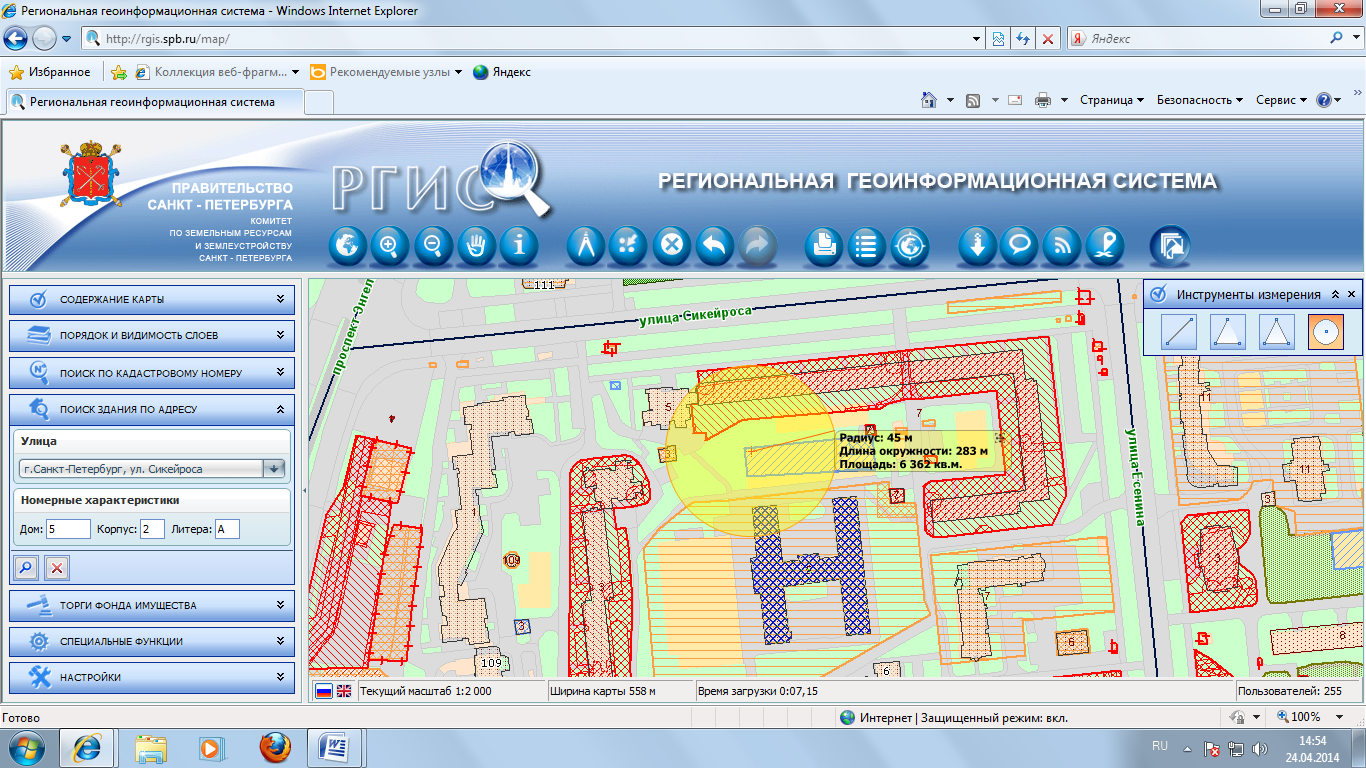 Региональная геоинформационная система - Windows Internet Explorer
http://rgis.spb.ru/map/
Яндекс
Избранное
Коллекция веб-фрагм...
Рекомендуемые узлы
Яндекс
Региональная геоинформационная система
Страница
Безопасность
Сервис
ПРАВИТЕЛЬСТВО
САНКТ - ПЕТЕРБУРГА
КОМИТЕТ
ПО ЗЕМЕЛЬНЫМ РЕСУРСАМ
И ЗЕМЛЕУСТРОЙСТВУ
САНКТ - ПЕТЕРБУРГА
РГИС
РЕГИОНАЛЬНАЯ ГЕОИНФОРМАЦИОННАЯ СИСТЕМА
СОДЕРЖАНИЕ КАРТЫ
ПОРЯДОК И ВИДИМОСТЬ СЛОЕВ
ПОИСК ПО КАДАСТРОВОМУ НОМЕРУ
ПОИСК ЗДАНИЯ ПО АДРЕСУ
Улица
г.Санкт-Петербург, ул. Сикейроса
Номерные характеристики
Дом: 5 Корпус: 2 Литера: А
ТОРГИ ФОНДА ИМУЩЕСТВА
СПЕЦИАЛЬНЫЕ ФУНКЦИИ
НАСТРОЙКИ
Инструменты измерения
111
проспект Энгел
улица Сикейроса
улица Есенина
11
5
7
3
1
Радиус: 45 м
Длина окружности: 283 м
Площадь: 6 362 кв.м.
11
3
7
109
2
7
3
109
6
6
8
Текущий масштаб 1:2 000
Ширина карты 558 м
Время загрузки 0:07,15
Пользователей: 255
Готово
Интернет | Защищенный режим: вкл.
100%
RU
14:54
24.04.2014